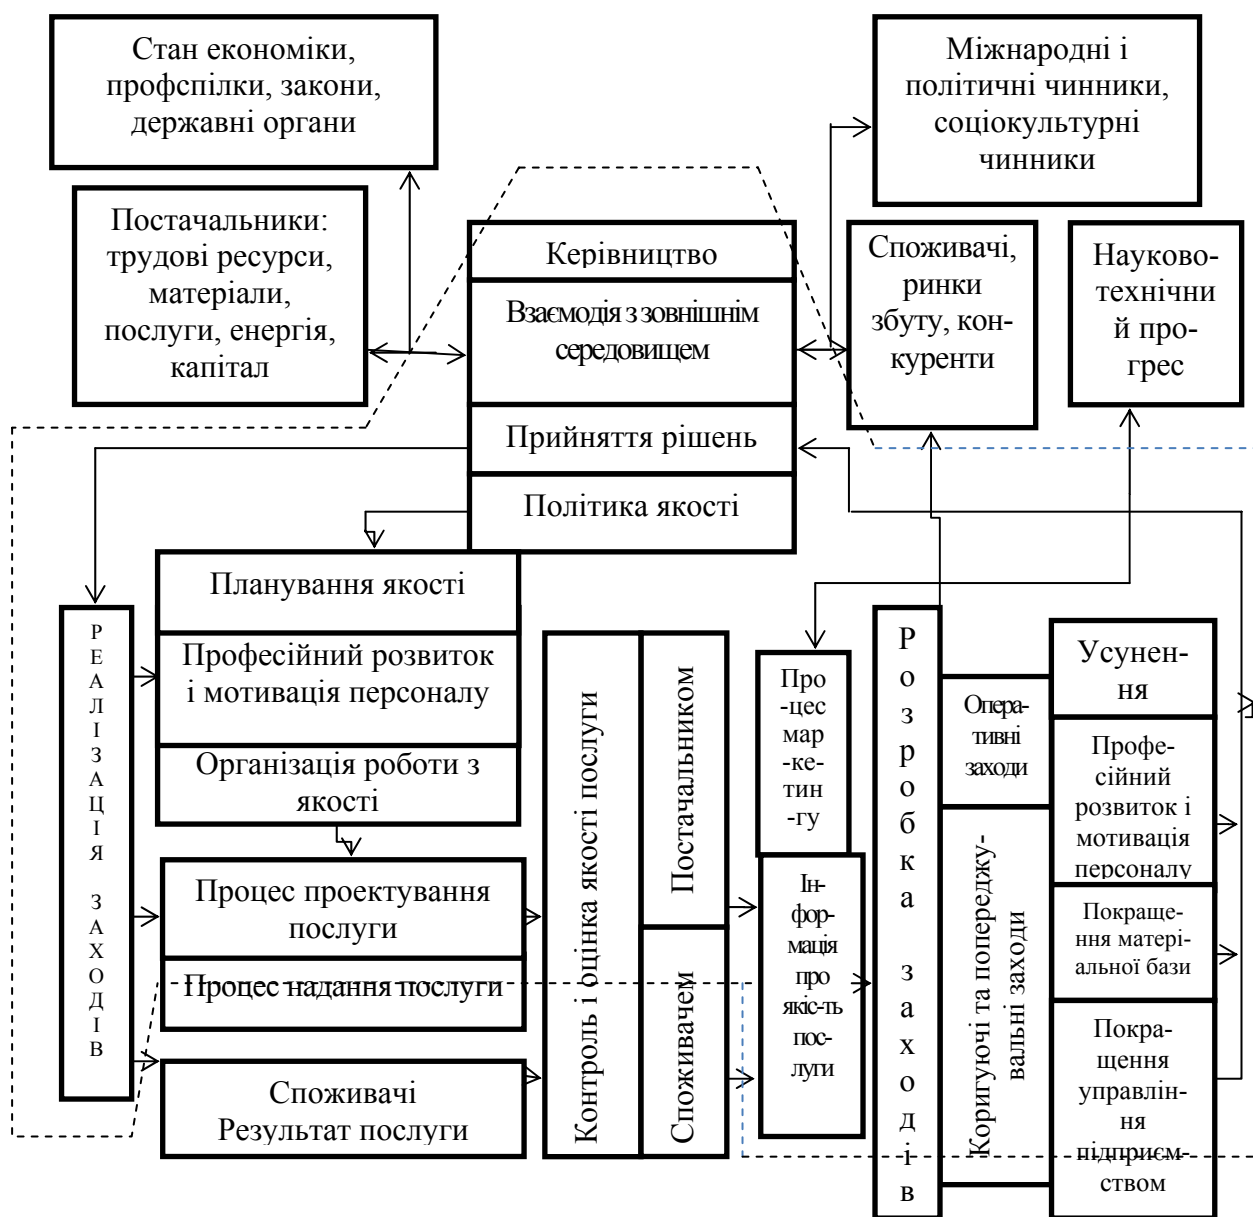 Стан економіки,
профспілки, закони,
державні органи
Міжнародні і
політичні чинники,
соціокультурні
чинники
Постачальники:
трудові ресурси,
матеріали,
послуги, енергія,
капітал
Керівництво
Взаємодія з зовнішнім
середовищем
Прийняття рішень
Політика якості
Споживачі,
ринки
збуту, кон-
куренти
Науково-
технічни
й про-
грес
Планування якості
Професійний розвиток
і мотивація персоналу
Організація роботи з
якості
Процес проектування
послуги
Процес надання послуги
Споживачі
Результат послуги
РЕАЛІЗАЦІЯ ЗАХОДІВ
Контроль і оцінка якості послуги
Постачальником
Споживачем
Про
-цес
мар-
ке-
тин
-гу
Ін-
фор-
мація
про
якіс-ть
пос-
луги
Розробка заходів
Опера-
тивні
заходи
Коригуючі та попереджу-
вальні заходи
Усунен-
ня
Профе-
сійний
розвиток і
мотивація
персоналу
Покраще-
ння матері-
альної бази
Покра-
щення
управлін-
ня
підприєм-
ством